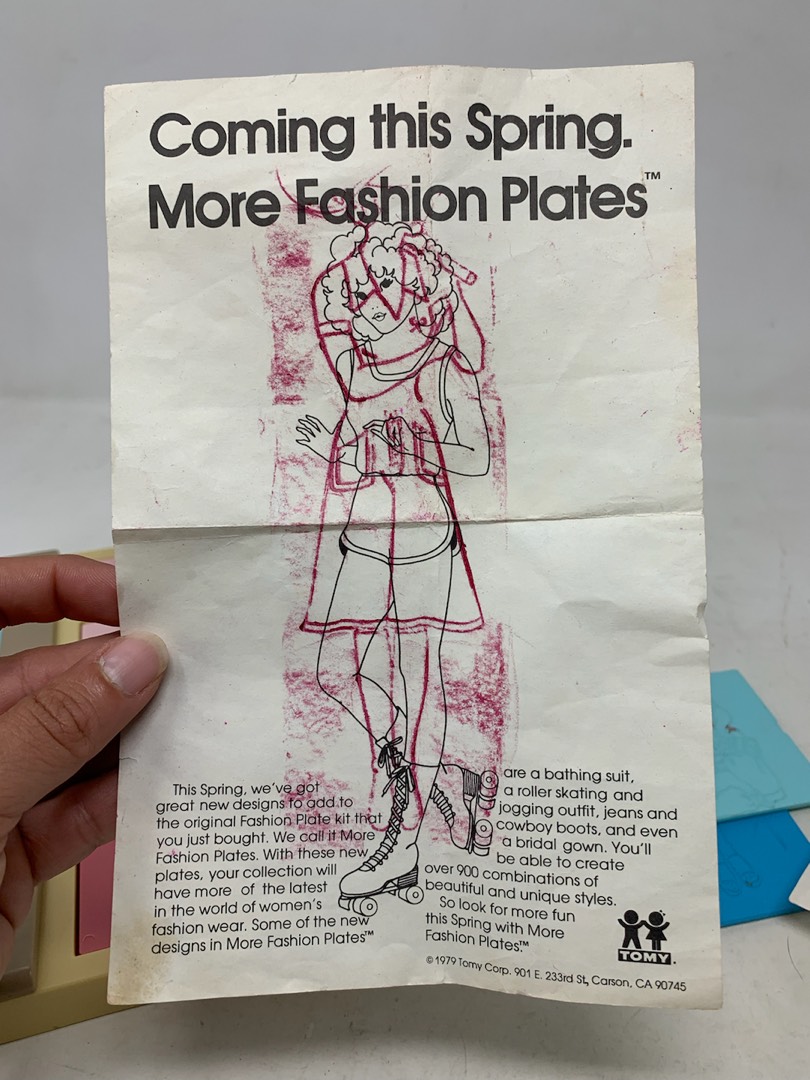 Coming this Spring.
More Fashion Plates™
This Spring, we've got
great new designs to add to
the original Fashion Plate kit that
you just bought. We call it More
Fashion Plates. With these new
plates, your collection will
have more of the latest
in the world of women's
fashion wear. Some of the new
designs in More Fashion Plates™
are a bathing suit,
a roller skating and
jogging outfit, jeans and
cowboy boots, and even
a bridal gown. You'll
be able to create
over 900 combinations of
beautiful and unique styles.
So look for more fun
this Spring with More
Fashion Plates.™
TOMY.
© 1979 Tomy Corp. 901 E. 233rd St., Carson, CA 90745